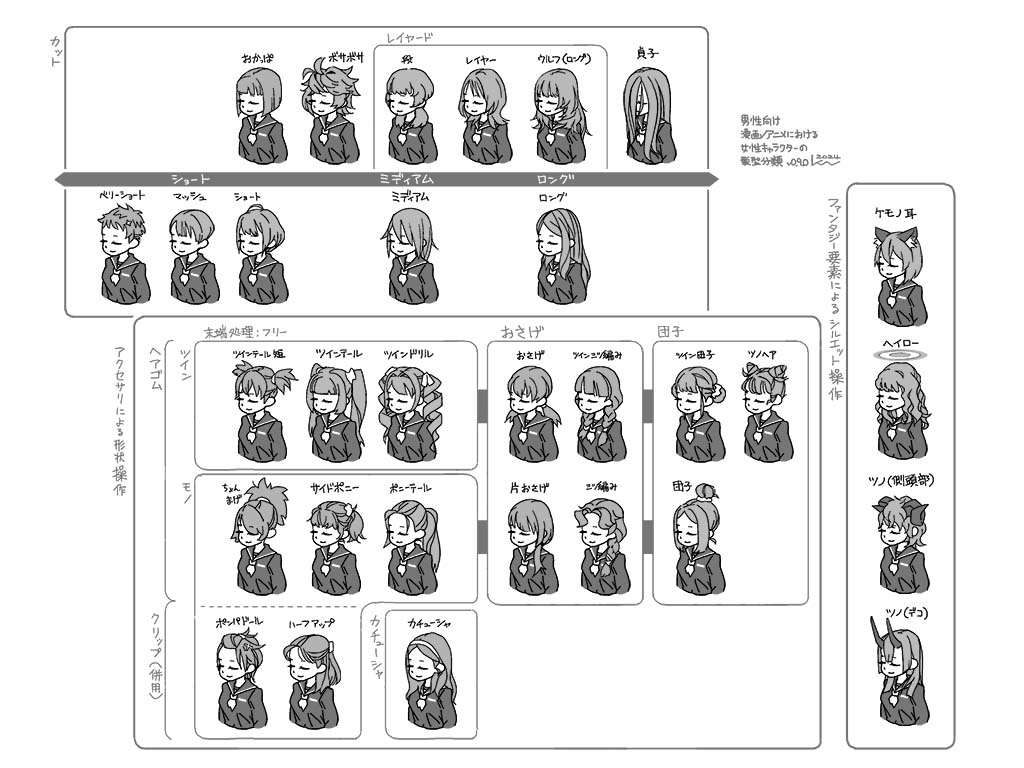 カット
レイヤード
おかっぱ
ボサボサ
段
レイヤー
ウルフ(ロング)
貞子
男性向け
漫画/アニメにおける
女性キャラクターの
髪型分類 v.0.9.0
2024
ショート
ミディアム
ロング
ベリーショート
マッシュ
ショート
ミディアム
ロング
アクセサリによる形状操作
ヘアゴム
ツイン
末端処理:フリー
おさげ
団子
ツインテール 短
ツインテール
ツインドリル
おさげ
ツイン三ツ編み
ツイン団子
ツノヘア
モノ
ちょん
まげ
サイドポニー
ポニーテール
片おさげ
三ツ編み
団子
クリップ(併用)
ポンパドール
ハーフアップ
カチューシャ
カチューシャ
ファンタジー要素によるシルエット操作
ケモノ耳
ヘイロー
ツノ(側頭部)
ツノ(デコ)